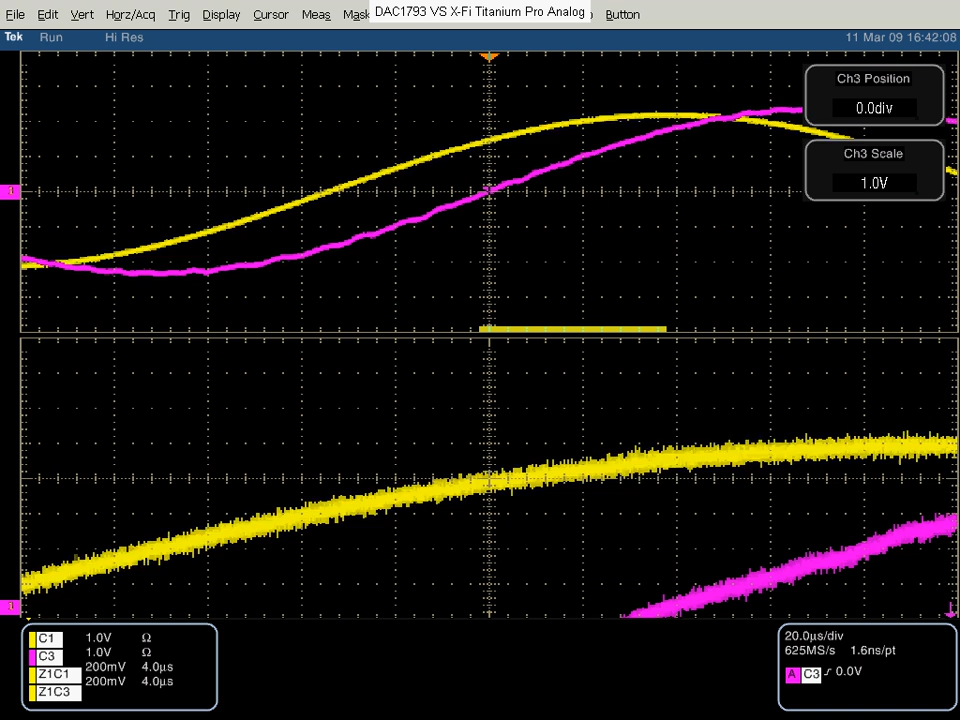 File Edit Vert Horz/Acq Trig Display Cursor Meas Mask DAC1793 VS X-Fi Titanium Pro Analog Button
Tek Run Hi Res 11 Mar 09 16:42:08
Ch3 Position
0.0div
Ch3 Scale
1.0V
C1 1.0V Ω
C3 1.0V Ω
Z1C1 200mV 4.0µs
Z1C3 200mV 4.0µs
20.0µs/div
625MS/s 1.6ns/pt
A C3 0.0V